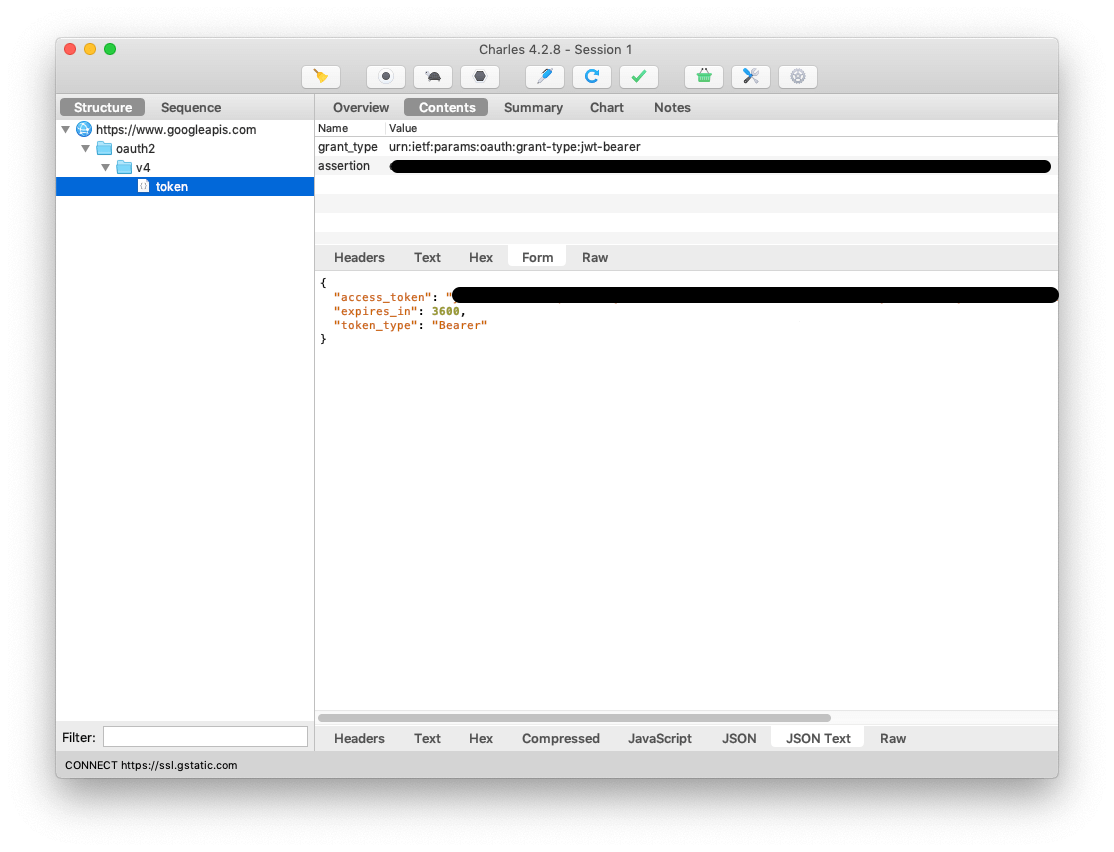 Charles 4.2.8 - Session 1
Structure Sequence
https://www.googleapis.com
oauth2
v4
token
Filter:
Overview Contents Summary Chart Notes
Name Value
grant_type urn:ietf:params:oauth:grant-type:jwt-bearer
assertion
Headers Text Hex Form Raw
{
"access_token": "
"expires_in": 3600,
"token_type": "Bearer"
}
Headers Text Hex Compressed JavaScript JSON JSON Text Raw
CONNECT https://ssl.gstatic.com